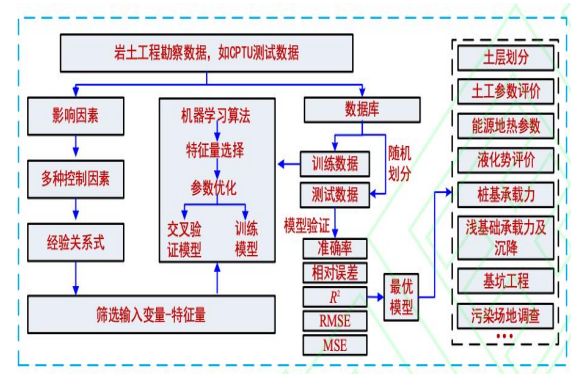 岩土工程勘察数据，如CPTU测试数据
影响因素
多种控制因素
经验关系式
筛选输入变量-特征量
机器学习算法
特征量选择
参数优化
交叉验
证模型
训练
模型
数据库
训练数据
测试数据
随机
划分
模型验证
准确率
相对误差
R²
RMSE
MSE
最优
模型
土层划分
土工参数评价
能源地热参数
液化势评价
桩基承载力
浅基础承载力及
沉降
基坑工程
污染场地调查
•••